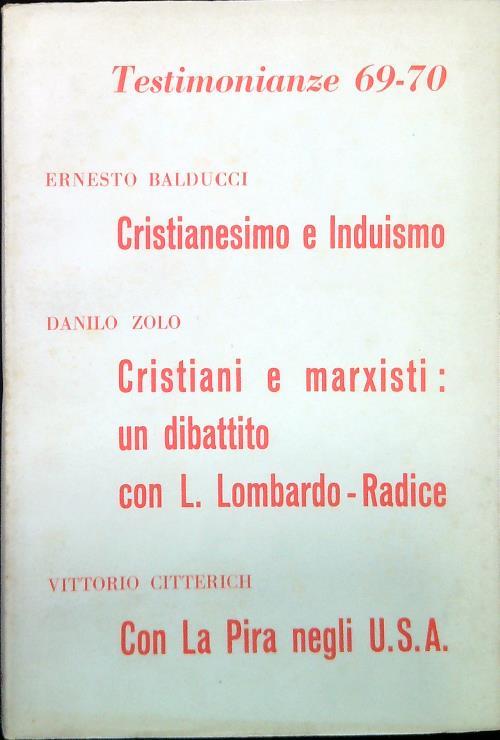 Testimonianze 69-70
ERNESTO BALDUCCI
Cristianesimo e Induismo
DANILO ZOLO
Cristiani e marxisti :
un dibattito
con L. Lombardo - Radice
VITTORIO CITTERICH
Con La Pira negli U.S.A.